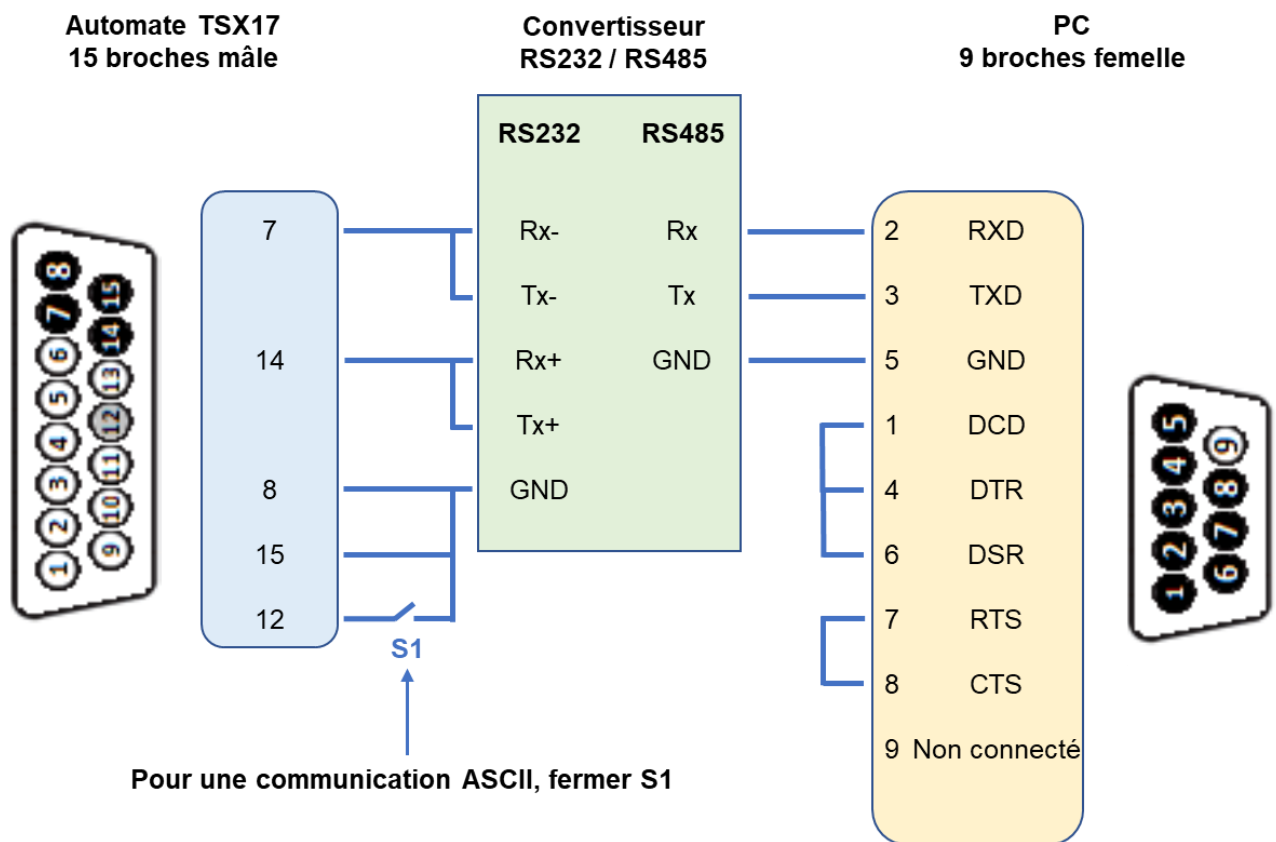 Automate TSX17
15 broches mâle
Convertisseur
RS232 / RS485
PC
9 broches femelle
RS232 RS485
7
14
8
15
12
Rx- Rx
Tx- Tx
Rx+ GND
Tx+
GND
2 RXD
3 TXD
5 GND
1 DCD
4 DTR
6 DSR
7 RTS
8 CTS
9 Non connecté
S1
Pour une communication ASCII, fermer S1
1 2 3 4 5 6 7 8
9 10 11 12 13 14 15
1 2 3 4 5
6 7 8 9